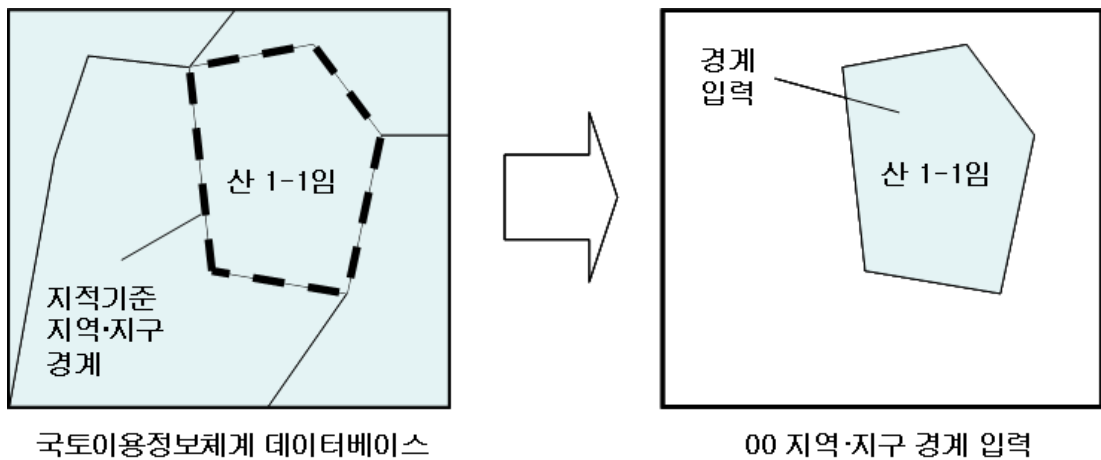 산 1-1임
지적기준
지역·지구
경계
국토이용정보체계 데이터베이스
경계
입력
산 1-1임
00 지역·지구 경계 입력